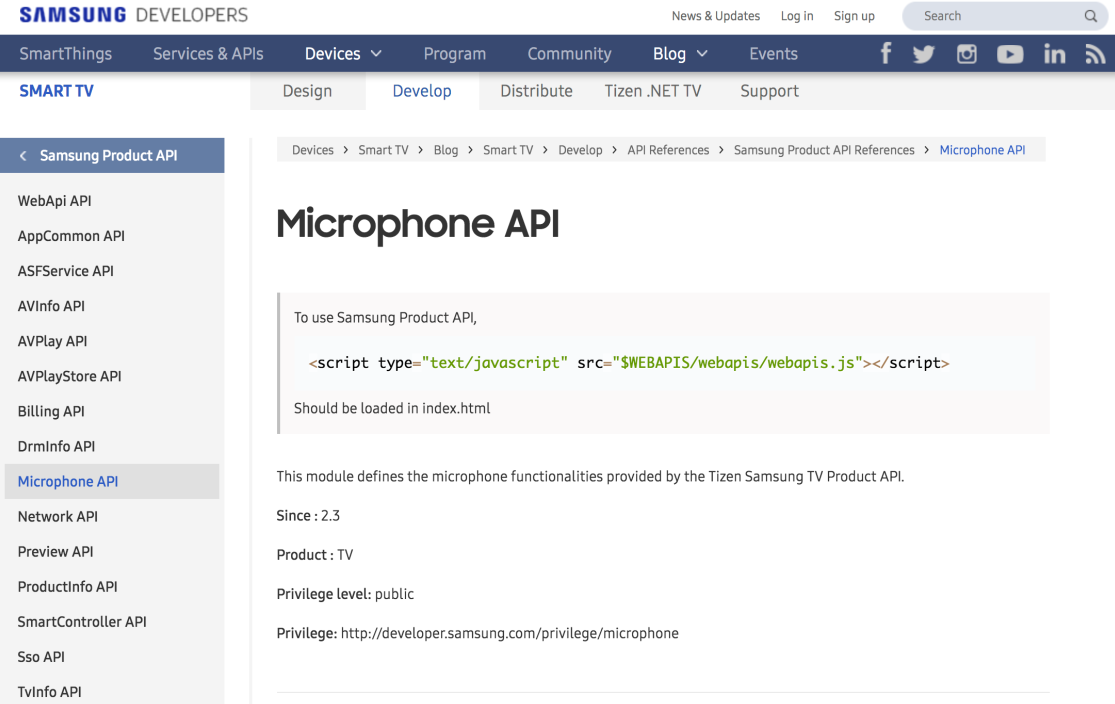 SAMSUNG DEVELOPERS
News & Updates Log in Sign up Search
SmartThings Services & APIs Devices Program Community Blog Events
SMART TV
Design Develop Distribute Tizen .NET TV Support
< Samsung Product API
Devices > Smart TV > Blog > Smart TV > Develop > API References > Samsung Product API References > Microphone API
WebApi API
AppCommon API
ASFService API
AVInfo API
AVPlay API
AVPlayStore API
Billing API
DrmInfo API
Microphone API
Network API
Preview API
ProductInfo API
SmartController API
Sso API
TvInfo API
Microphone API
To use Samsung Product API,
<script type="text/javascript" src="$WEBAPIS/webapis/webapis.js"></script>
Should be loaded in index.html
This module defines the microphone functionalities provided by the Tizen Samsung TV Product API.
Since : 2.3
Product : TV
Privilege level: public
Privilege: http://developer.samsung.com/privilege/microphone